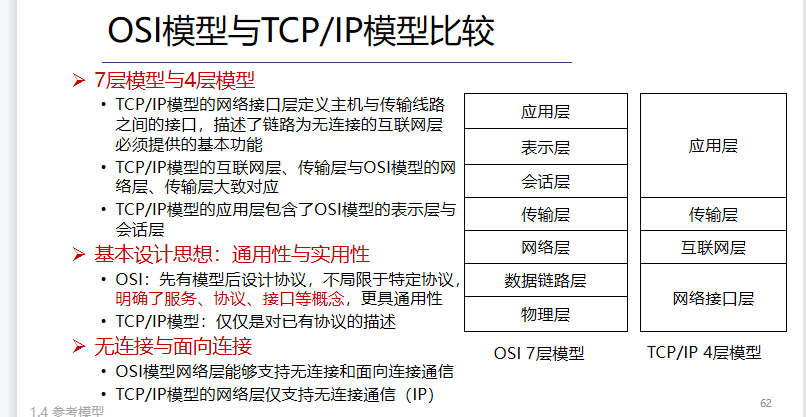 OSI模型与TCP/IP模型比较
➢ 7层模型与4层模型
• TCP/IP模型的网络接口层定义主机与传输线路
之间的接口，描述了链路为无连接的互联网层
必须提供的基本功能
• TCP/IP模型的互联网层、传输层与OSI模型的网
络层、传输层大致对应
• TCP/IP模型的应用层包含了OSI模型的表示层与
会话层
➢ 基本设计思想：通用性与实用性
• OSI：先有模型后设计协议，不局限于特定协议，
明确了服务、协议、接口等概念，更具通用性
• TCP/IP模型：仅仅是对已有协议的描述
➢ 无连接与面向连接
• OSI模型网络层能够支持无连接和面向连接通信
• TCP/IP模型的网络层仅支持无连接通信（IP）
应用层
表示层
会话层
传输层
网络层
数据链路层
物理层
OSI 7层模型
应用层
传输层
互联网层
网络接口层
TCP/IP 4层模型
1.4 参考模型
62